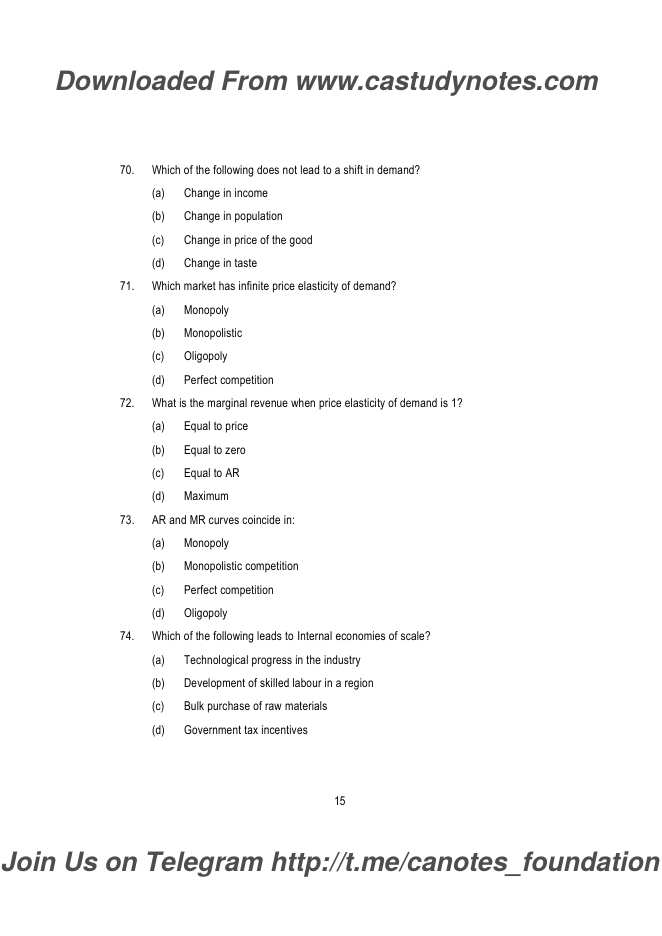 Downloaded From www.castudynotes.com
70. Which of the following does not lead to a shift in demand?
(a) Change in income
(b) Change in population
(c) Change in price of the good
(d) Change in taste
71. Which market has infinite price elasticity of demand?
(a) Monopoly
(b) Monopolistic
(c) Oligopoly
(d) Perfect competition
72. What is the marginal revenue when price elasticity of demand is 1?
(a) Equal to price
(b) Equal to zero
(c) Equal to AR
(d) Maximum
73. AR and MR curves coincide in:
(a) Monopoly
(b) Monopolistic competition
(c) Perfect competition
(d) Oligopoly
74. Which of the following leads to Internal economies of scale?
(a) Technological progress in the industry
(b) Development of skilled labour in a region
(c) Bulk purchase of raw materials
(d) Government tax incentives
15
Join Us on Telegram http://t.me/canotes_foundation